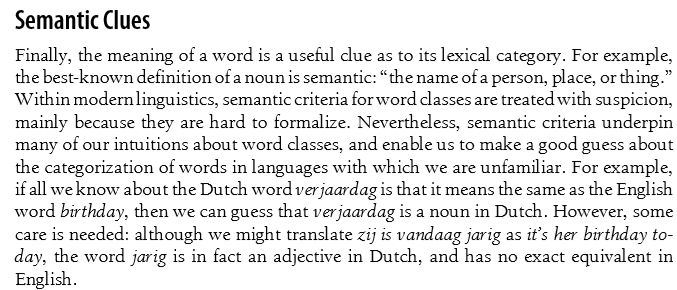 Semantic Clues
Finally, the meaning of a word is a useful clue as to its lexical category. For example,
the best-known definition of a noun is semantic: “the name of a person, place, or thing.”
Within modern linguistics, semantic criteria for word classes are treated with suspicion,
mainly because they are hard to formalize. Nevertheless, semantic criteria underpin
many of our intuitions about word classes, and enable us to make a good guess about
the categorization of words in languages with which we are unfamiliar. For example,
if all we know about the Dutch word verjaardag is that it means the same as the English
word birthday, then we can guess that verjaardag is a noun in Dutch. However, some
care is needed: although we might translate zij is vandaag jarig as it’s her birthday to-
day, the word jarig is in fact an adjective in Dutch, and has no exact equivalent in
English.